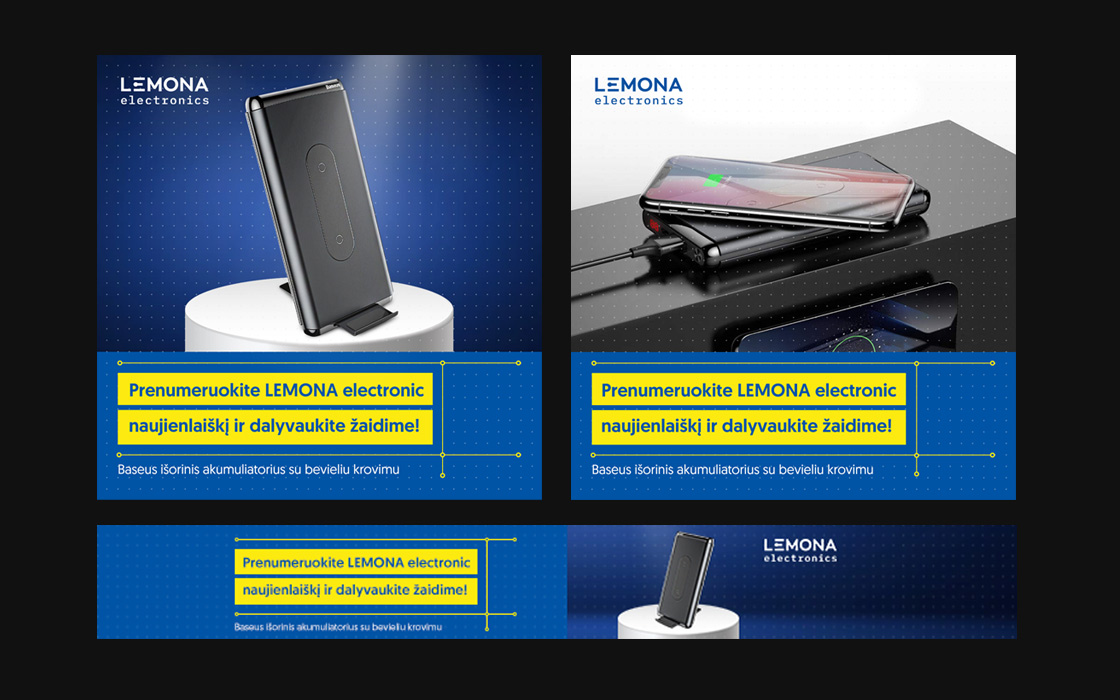 LEMONA
electronics
Prenumeruokite LEMONA electronic
naujienlaiškį ir dalyvaukite žaidime!
Baseus išorinis akumuliatorius su bevieliu krovimu
LEMONA
electronics
Prenumeruokite LEMONA electronic
naujienlaiškį ir dalyvaukite žaidime!
Baseus išorinis akumuliatorius su bevieliu krovimu
Prenumeruokite LEMONA electronic
naujienlaiškį ir dalyvaukite žaidime!
Baseus išorinis akumuliatorius su bevieliu krovimu
LEMONA
electronics